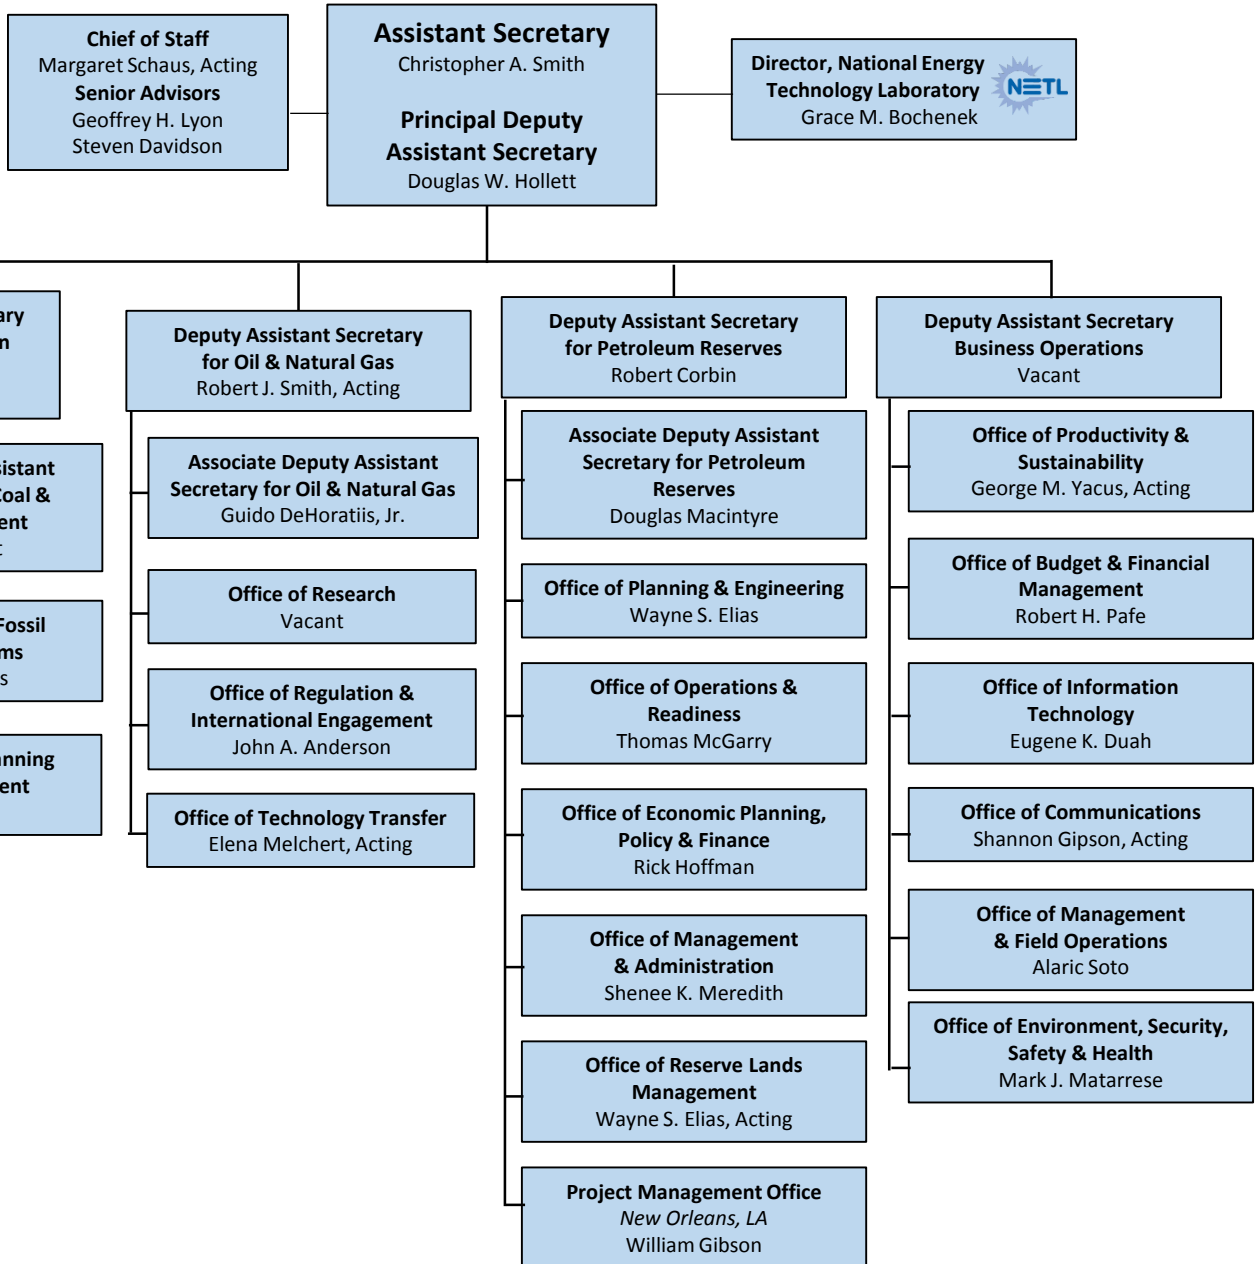 Chief of Staff
Margaret Schaus, Acting
Senior Advisors
Geoffrey H. Lyon
Steven Davidson
Assistant Secretary
Christopher A. Smith
Principal Deputy
Assistant Secretary
Douglas W. Hollett
Director, National Energy
Technology Laboratory
Grace M. Bochenek
NETL
Coal &
Fossil
Deputy Assistant Secretary
for Oil & Natural Gas
Robert J. Smith, Acting
Associate Deputy Assistant
Secretary for Oil & Natural Gas
Guido DeHoratiis, Jr.
Office of Research
Vacant
Office of Regulation &
International Engagement
John A. Anderson
Office of Technology Transfer
Elena Melchert, Acting
Deputy Assistant Secretary
for Petroleum Reserves
Robert Corbin
Associate Deputy Assistant
Secretary for Petroleum
Reserves
Douglas Macintyre
Office of Planning & Engineering
Wayne S. Elias
Office of Operations &
Readiness
Thomas McGarry
Office of Economic Planning,
Policy & Finance
Rick Hoffman
Office of Management
& Administration
Shenee K. Meredith
Office of Reserve Lands
Management
Wayne S. Elias, Acting
Project Management Office
New Orleans, LA
William Gibson
Deputy Assistant Secretary
Business Operations
Vacant
Office of Productivity &
Sustainability
George M. Yacus, Acting
Office of Budget & Financial
Management
Robert H. Pafe
Office of Information
Technology
Eugene K. Duah
Office of Communications
Shannon Gipson, Acting
Office of Management
& Field Operations
Alaric Soto
Office of Environment, Security,
Safety & Health
Mark J. Matarrese